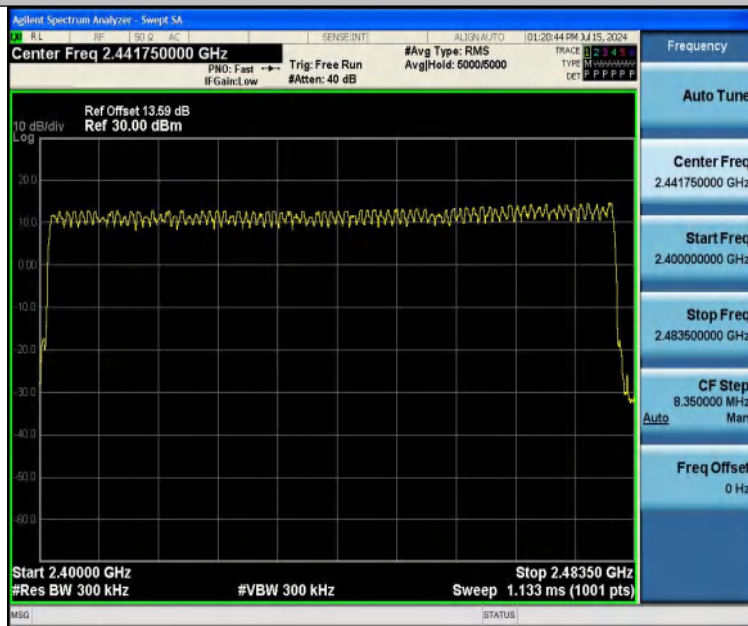 Agilent Spectrum Analyzer - Swept SA
RL RF 50 Ω AC SENSE:INT ALIGN AUTO 01:20:44 PM Jul 15, 2024
Center Freq 2.441750000 GHz
PNO: Fast
IFGain:Low
Trig: Free Run
#Atten: 40 dB
#Avg Type: RMS
Avg|Hold: 5000/5000
TRACE 1 2 3 4 5 6
TYPE M
DET P P P P P P
Ref Offset 13.59 dB
10 dB/div Ref 30.00 dBm
Log
20.0
10.0
0.00
-10.0
-20.0
-30.0
-40.0
-50.0
-60.0
Start 2.40000 GHz Stop 2.48350 GHz
#Res BW 300 kHz #VBW 300 kHz Sweep 1.133 ms (1001 pts)
MSG STATUS
Frequency
Auto Tune
Center Freq
2.441750000 GHz
Start Freq
2.400000000 GHz
Stop Freq
2.483500000 GHz
CF Step
8.350000 MHz
Auto Man
Freq Offset
0 Hz